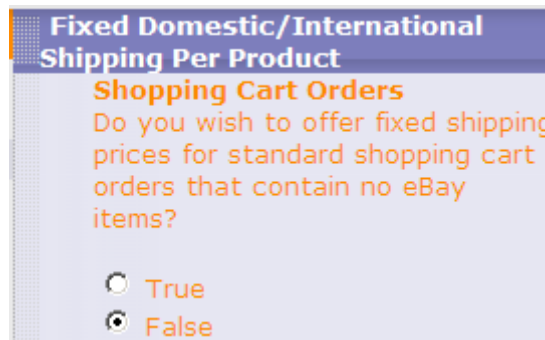 Fixed Domestic/International
Shipping Per Product
Shopping Cart Orders
Do you wish to offer fixed shipping
prices for standard shopping cart
orders that contain no eBay
items?
True
False